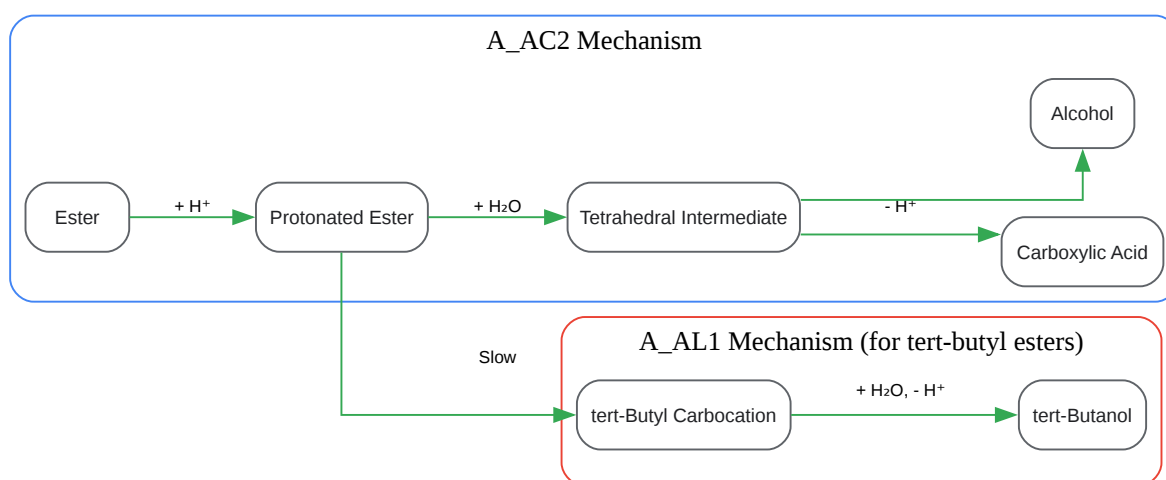 A_AC2 Mechanism
Alcohol
Ester
+ H⁺
Protonated Ester
+ H₂O
Tetrahedral Intermediate
- H⁺
Carboxylic Acid
A_AL1 Mechanism (for tert-butyl esters)
Slow
tert-Butyl Carbocation
+ H₂O, - H⁺
tert-Butanol